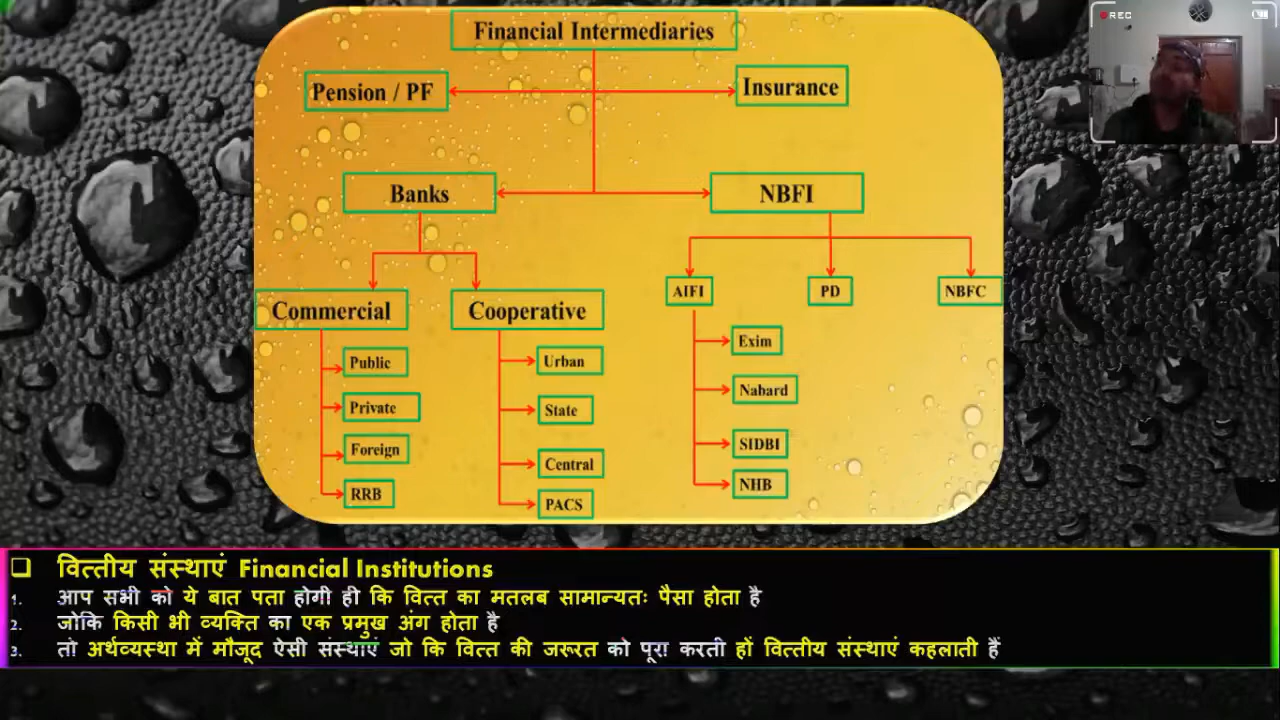 Financial Intermediaries
REC
Pension / PF
Insurance
Banks
NBFI
Commercial
Cooperative
AIFI
PD
NBFC
Public
Private
Foreign
RRB
Urban
State
Central
PACS
Exim
Nabard
SIDBI
NHB
❑ वित्तीय संस्थाएं Financial Institutions
1. आप सभी को ये बात पता होगी ही कि वित्त का मतलब सामान्यतः पैसा होता है
2. जोकि किसी भी व्यक्ति का एक प्रमुख अंग होता है
3. तो अर्थव्यस्था में मौजूद ऐसी संस्थाएं जो कि वित्त की जरूरत को पूरा करती हों वित्तीय संस्थाएं कहलाती हैं